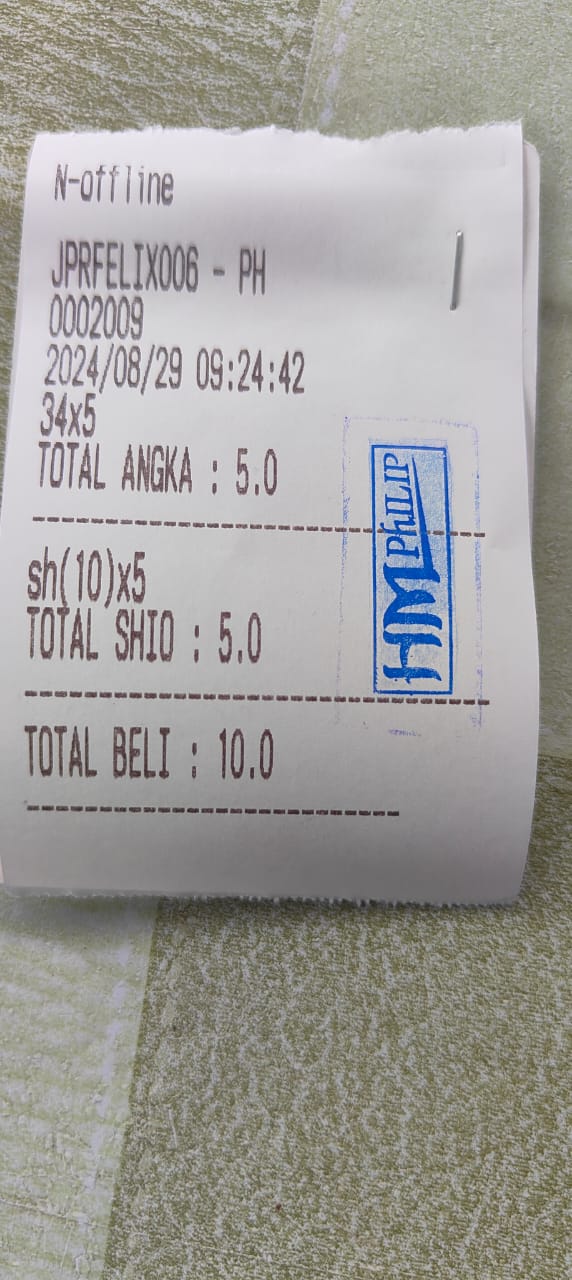 N-offline
JPRFELIX006 - PH
0002009
2024/08/29 09:24:42
34x5
TOTAL ANGKA : 5.0
sh(10)x5
TOTAL SHIO : 5.0
TOTAL BELI : 10.0
HM PhILIP